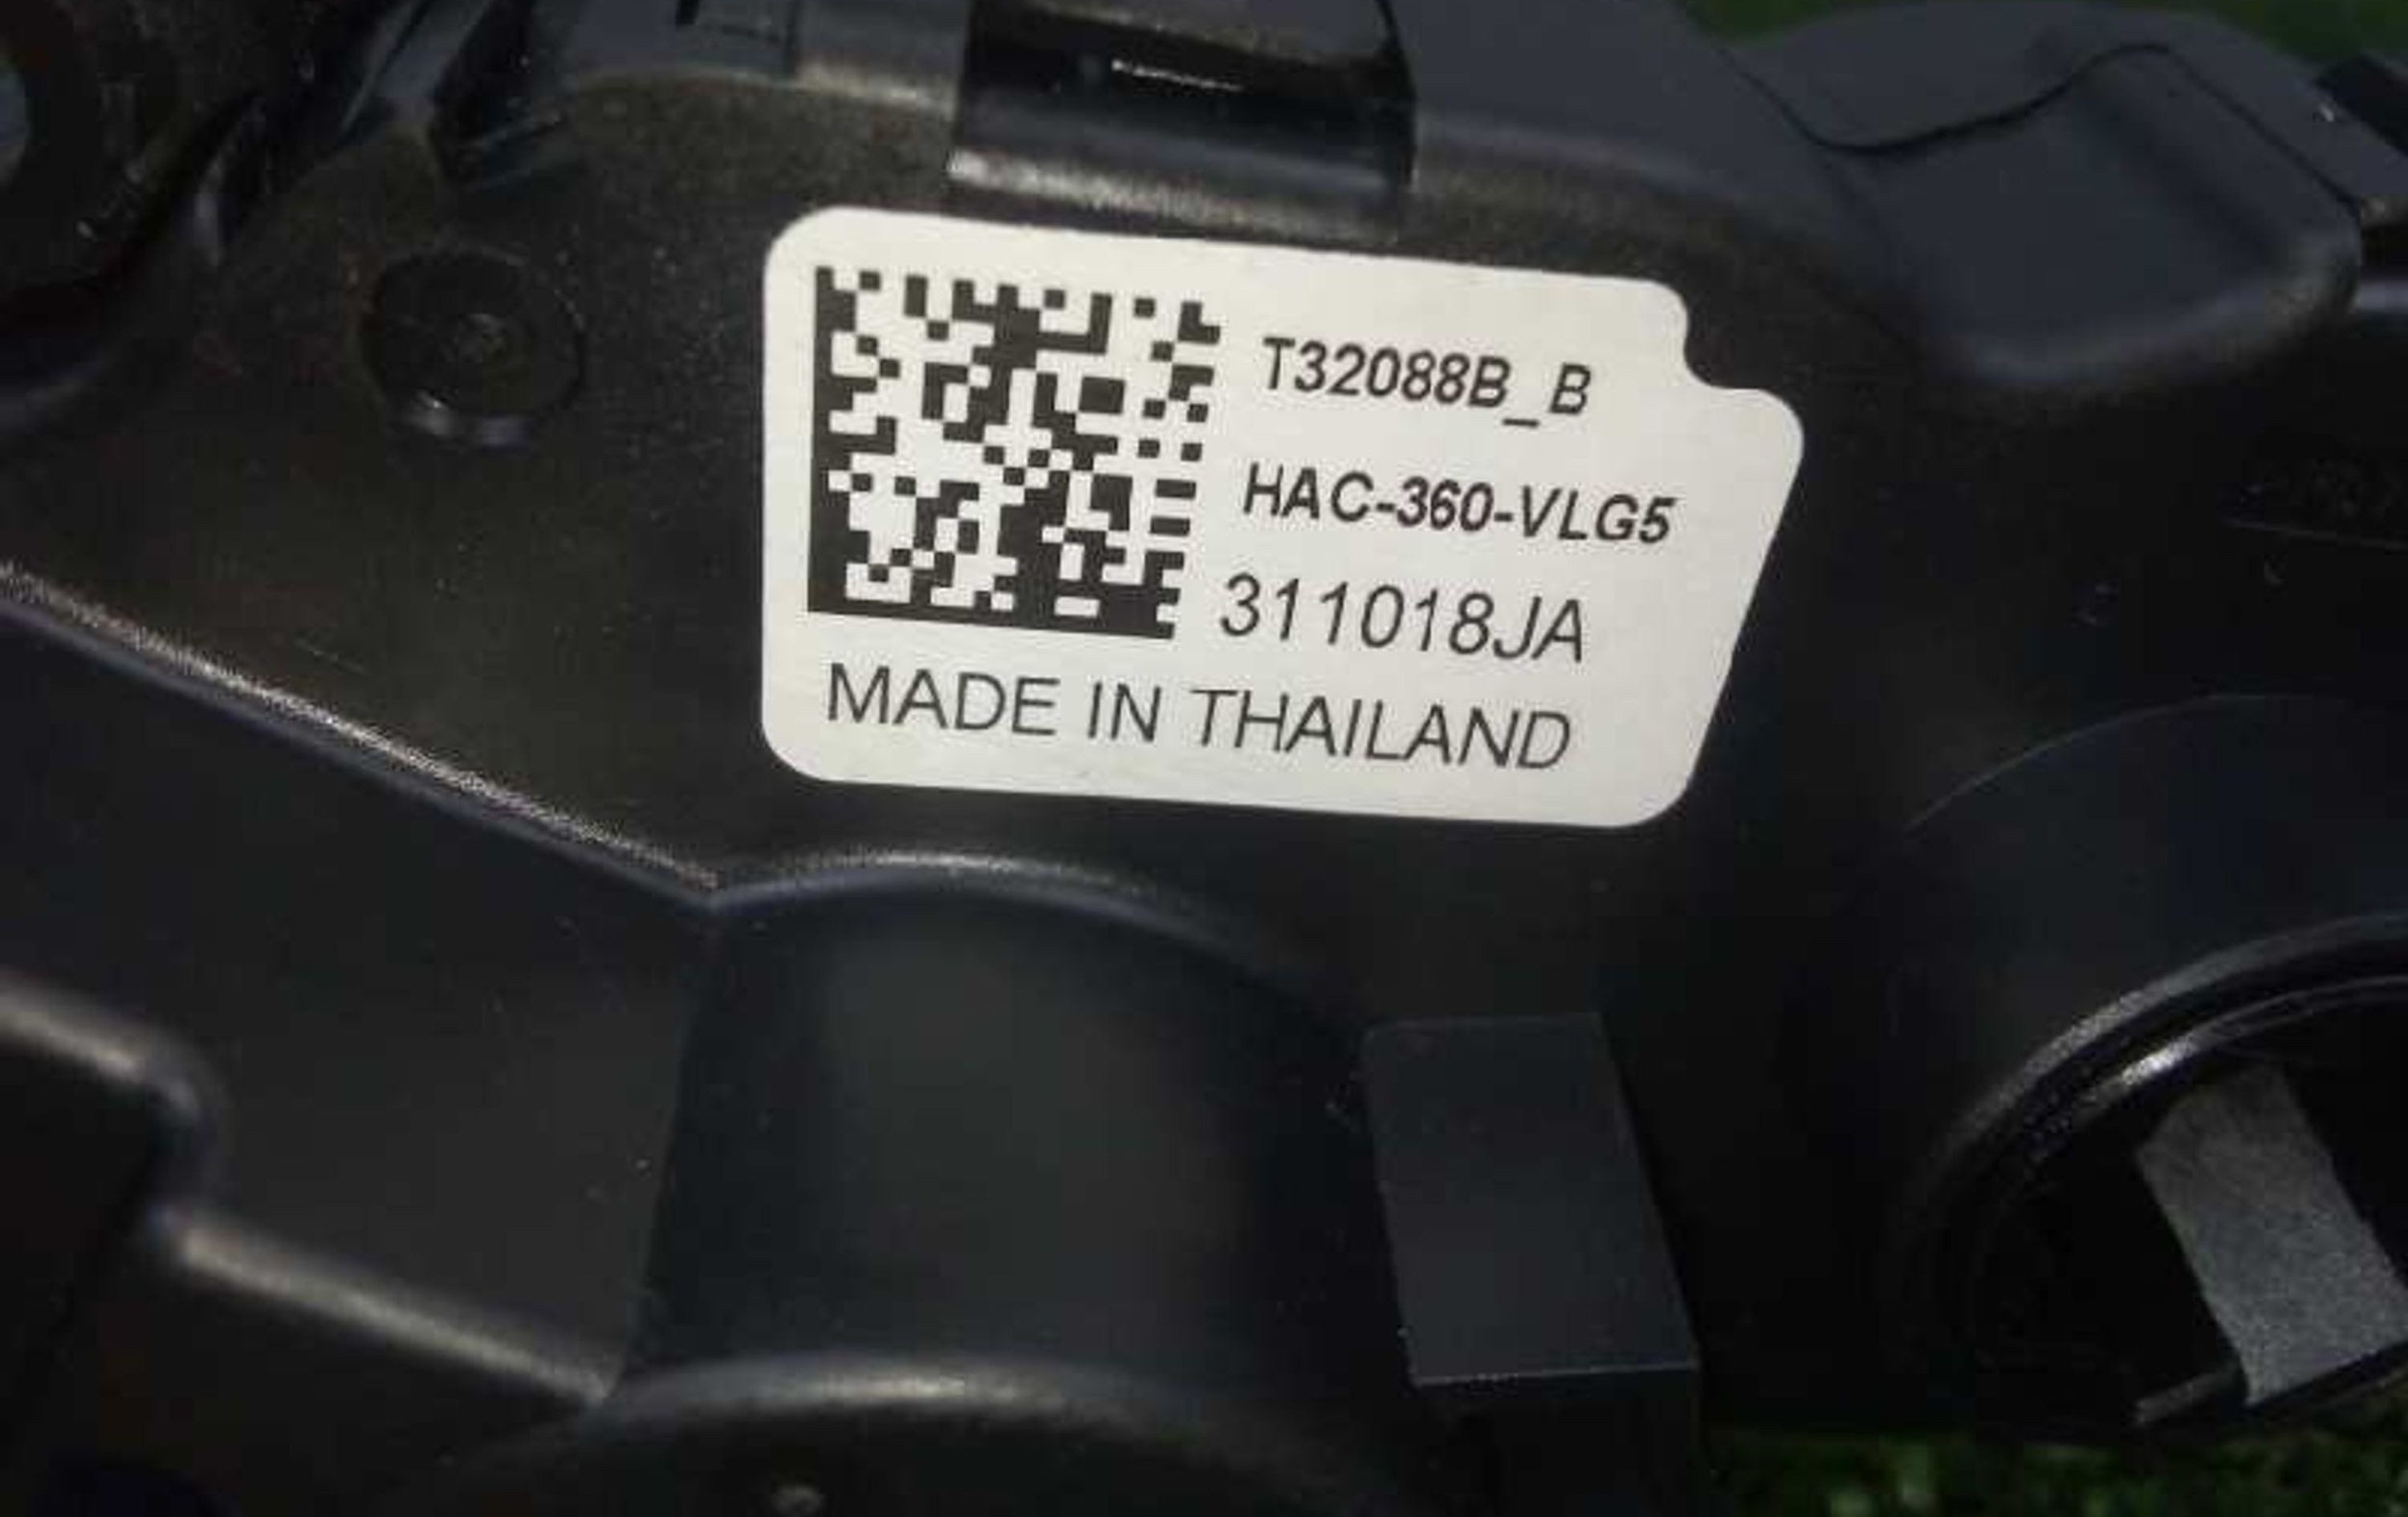 T32088B_B
HAC-360-VLG5
311018JA
MADE IN THAILAND